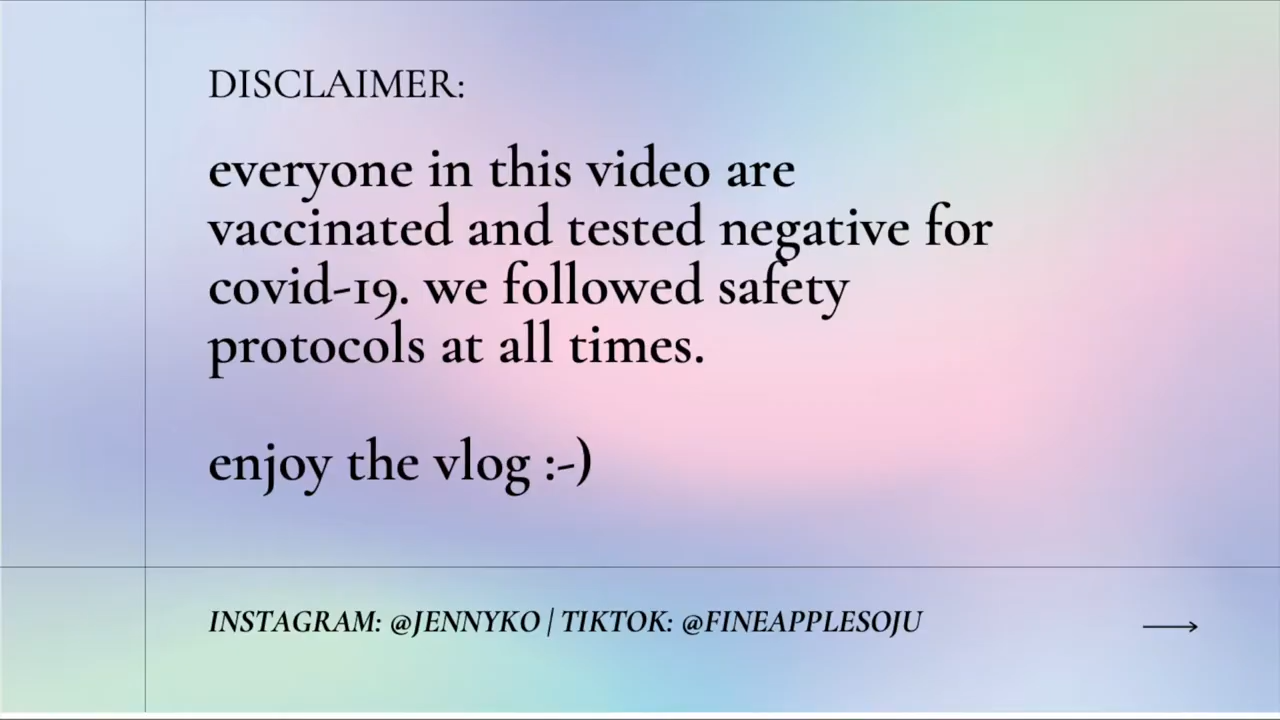 DISCLAIMER:
everyone in this video are
vaccinated and tested negative for
covid-19. we followed safety
protocols at all times.
enjoy the vlog :-)
INSTAGRAM: @JENNYKO | TIKTOK: @FINEAPPLESOJU